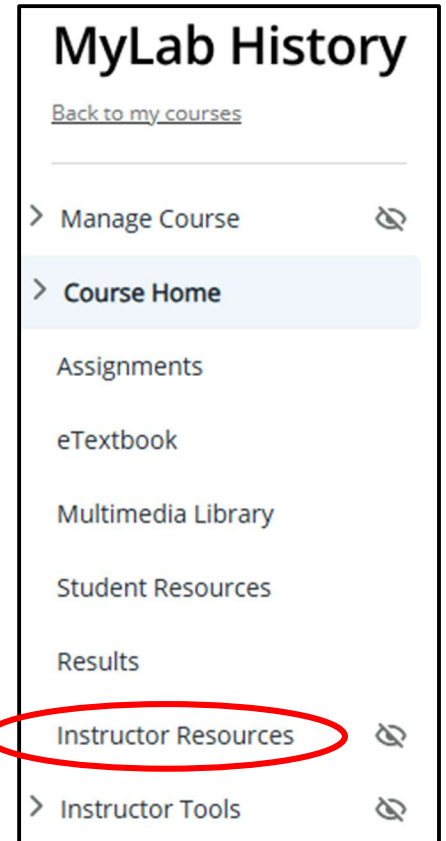 MyLab History
Back to my courses
Manage Course
Course Home
Assignments
eTextbook
Multimedia Library
Student Resources
Results
Instructor Resources
Instructor Tools